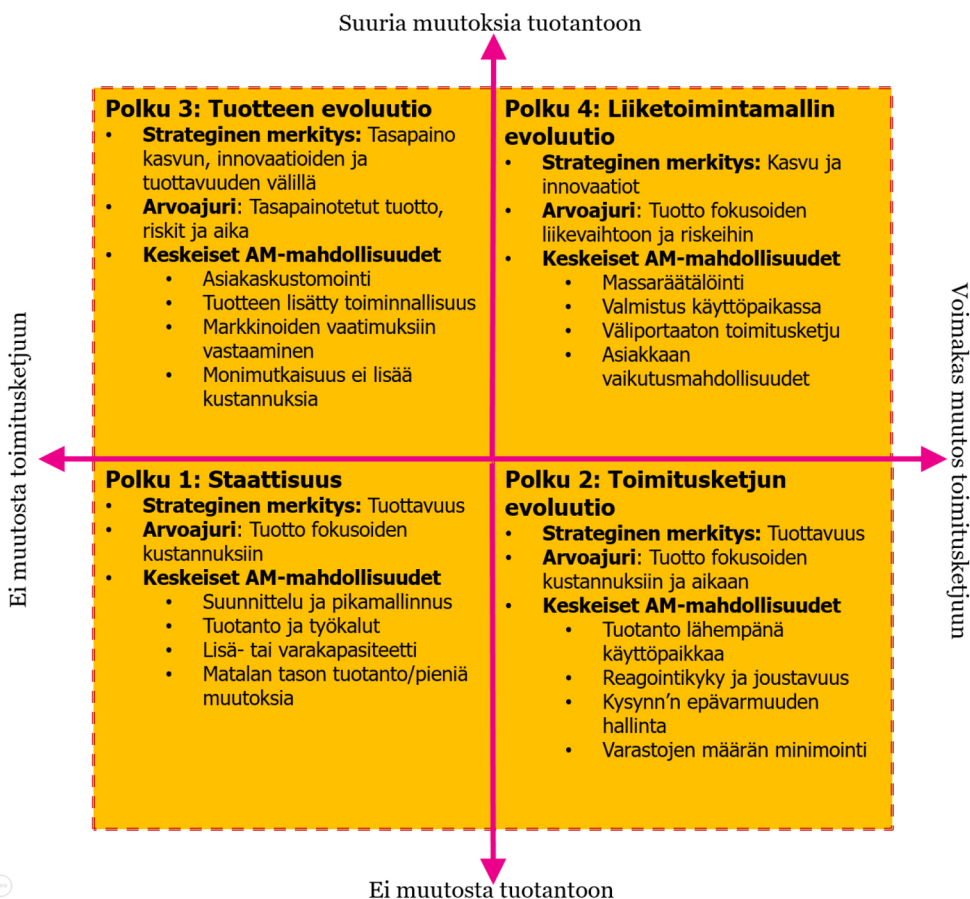 Suuria muutoksia tuotantoon
Polku 3: Tuotteen evoluutio
• Strateginen merkitys: Tasapaino
kasvun, innovaatioiden ja
tuottavuuden välillä
• Arvoajuri: Tasapainotetut tuotto,
riskit ja aika
• Keskeiset AM-mahdollisuudet
• Asiakaskustomointi
• Tuotteen lisätty toiminnallisuus
• Markkinoiden vaatimuksiin
vastaaminen
• Monimutkaisuus ei lisää
kustannuksia
Polku 4: Liiketoimintamallin
evoluutio
• Strateginen merkitys: Kasvu ja
innovaatiot
• Arvoajuri: Tuotto fokusoiden
liikevaihtoon ja riskeihin
• Keskeiset AM-mahdollisuudet
• Massaräätälöinti
• Valmistus käyttöpaikassa
• Väliportaaton toimitusketju
• Asiakkaan
vaikutusmahdollisuudet
Ei muutosta toimitusketjuun
Voimakas muutos toimitusketjuun
Polku 1: Staattisuus
• Strateginen merkitys: Tuottavuus
• Arvoajuri: Tuotto fokusoiden
kustannuksiin
• Keskeiset AM-mahdollisuudet
• Suunnittelu ja pikamallinnus
• Tuotanto ja työkalut
• Lisä- tai varakapasiteetti
• Matalan tason tuotanto/pieniä
muutoksia
Polku 2: Toimitusketjun
evoluutio
• Strateginen merkitys: Tuottavuus
• Arvoajuri: Tuotto fokusoiden
kustannuksiin ja aikaan
• Keskeiset AM-mahdollisuudet
• Tuotanto lähempänä
käyttöpaikkaa
• Reagointikyky ja joustavuus
• Kysynn’n epävarmuuden
hallinta
• Varastojen määrän minimointi
Ei muutosta tuotantoon